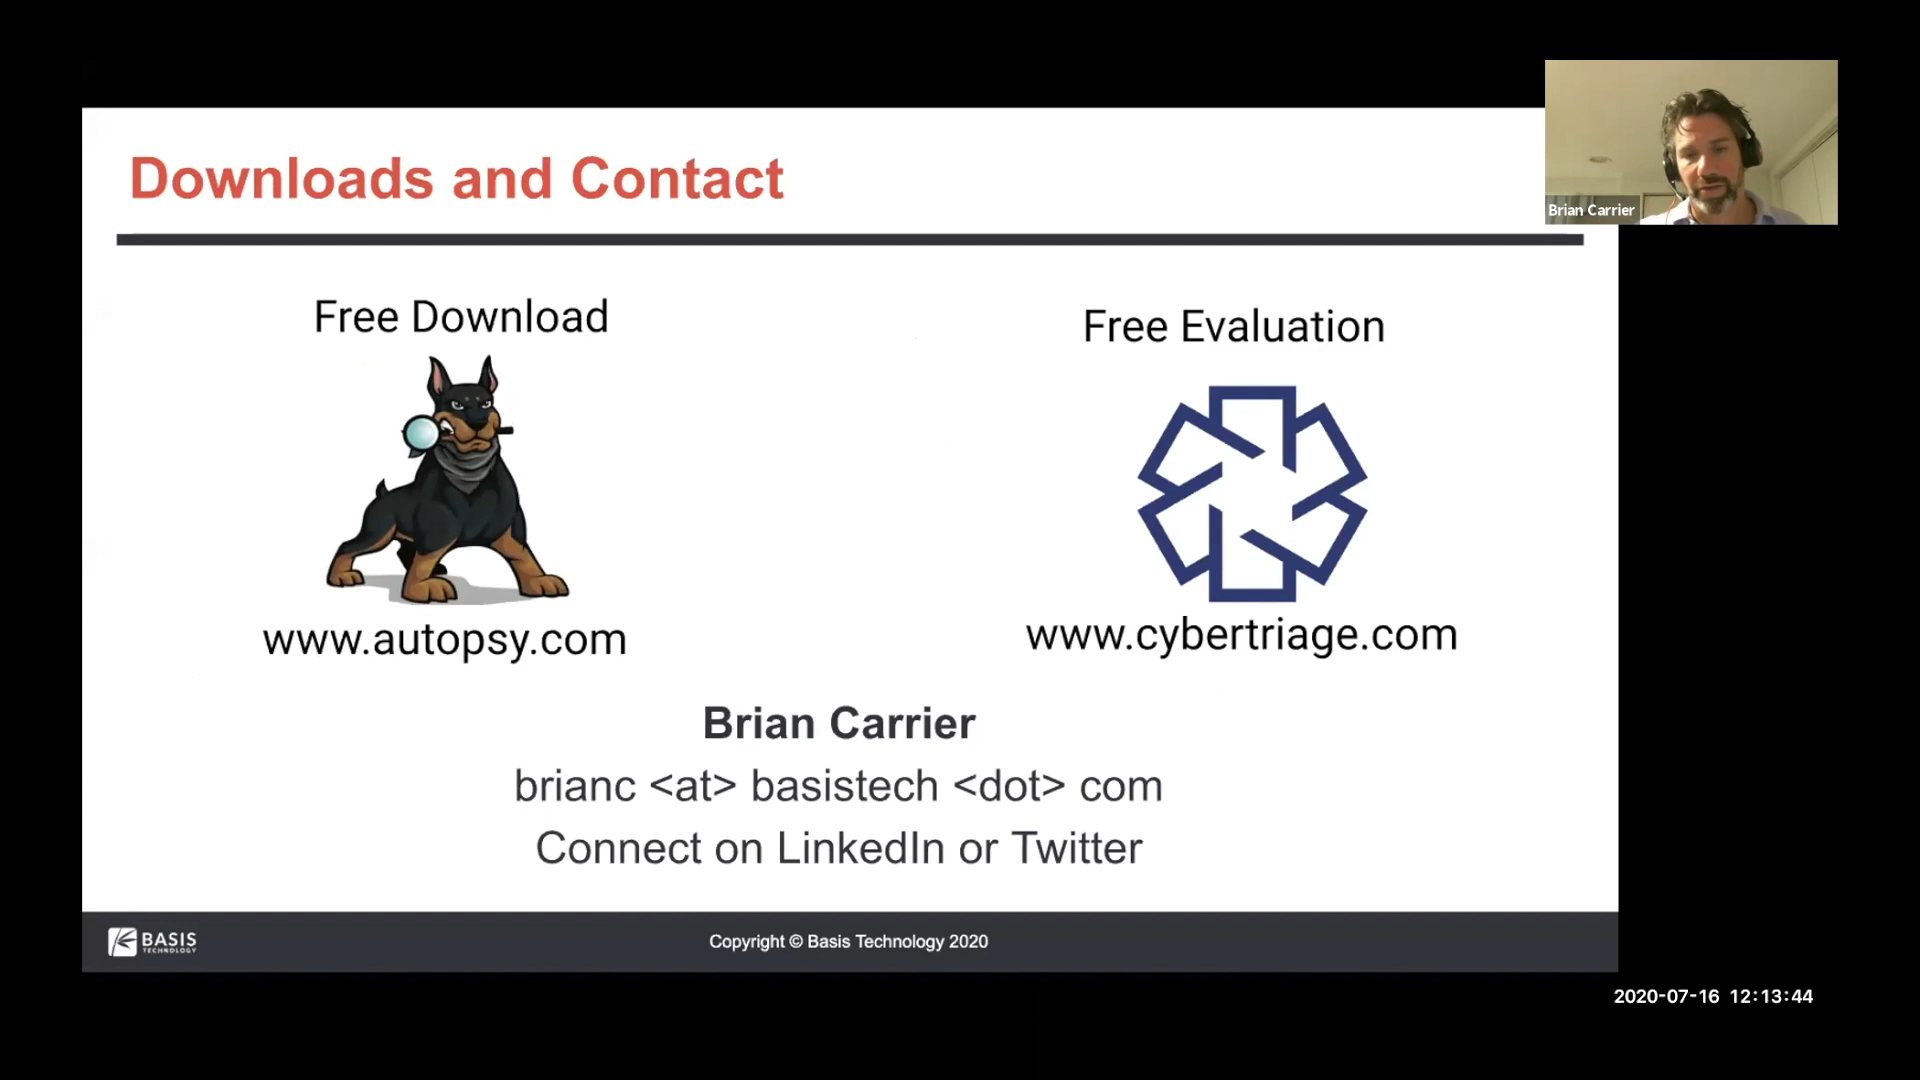 Downloads and Contact
Brian Carrier
Free Download
Free Evaluation
www.autopsy.com
www.cybertriage.com
Brian Carrier
brianc <at> basistech <dot> com
Connect on LinkedIn or Twitter
BASIS
TECHNOLOGY
Copyright © Basis Technology 2020
2020-07-16 12:13:44